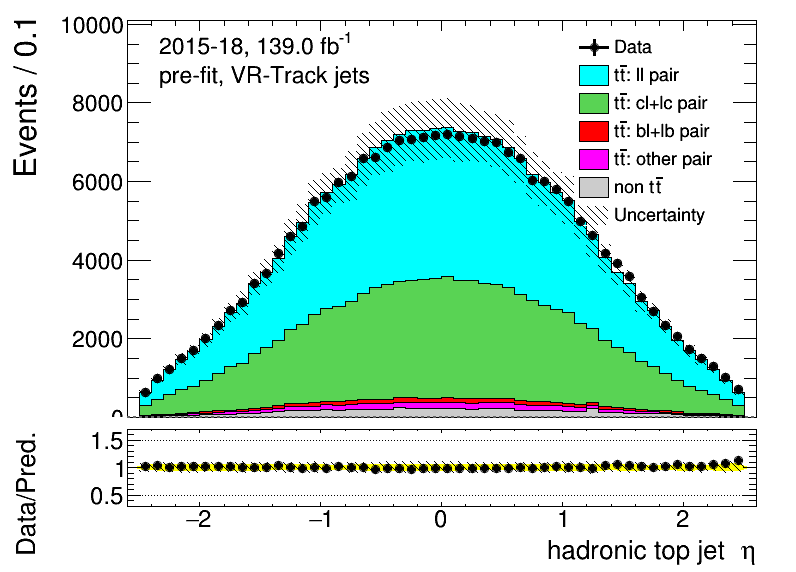 Events / 0.1
10000
8000
6000
4000
2000
0
2015-18, 139.0 fb⁻¹
pre-fit, VR-Track jets
Data
tt̄: ll pair
tt̄: cl+lc pair
tt̄: bl+lb pair
tt̄: other pair
non tt̄
Uncertainty
Data/Pred.
1.5
1
0.5
−2
−1
0
1
2
hadronic top jet η